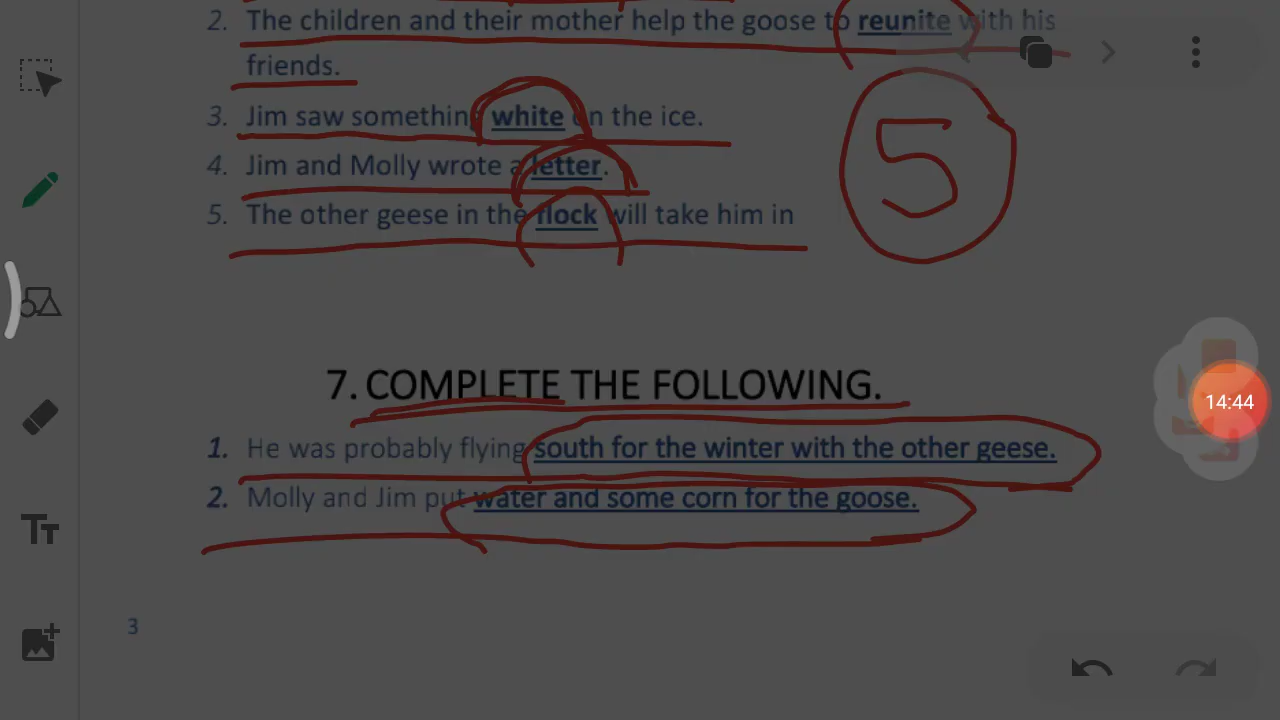 2. The children and their mother help the goose to reunite with his
friends.
3. Jim saw something white on the ice.
4. Jim and Molly wrote a letter.
5. The other geese in the flock will take him in
5
7. COMPLETE THE FOLLOWING.
1. He was probably flying south for the winter with the other geese.
14:44
2. Molly and Jim put water and some corn for the goose.
Tт
3